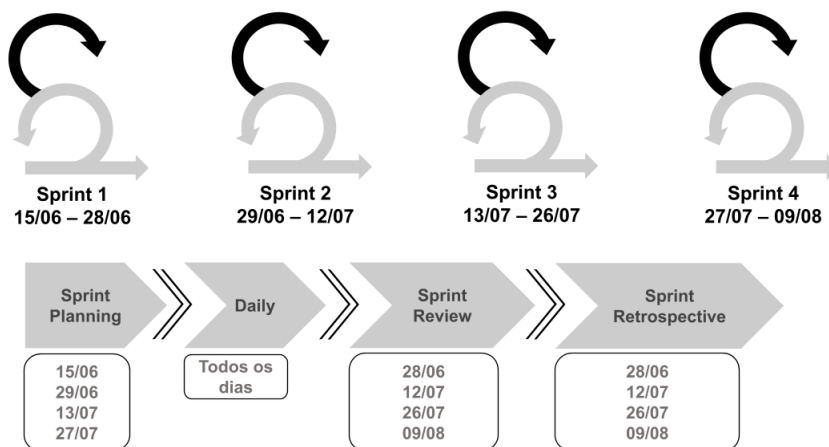 Sprint 1
15/06 – 28/06
Sprint 2
29/06 – 12/07
Sprint 3
13/07 – 26/07
Sprint 4
27/07 – 09/08
Sprint
Planning
Daily
Sprint
Review
Sprint
Retrospective
15/06
29/06
13/07
27/07
Todos os
dias
28/06
12/07
26/07
09/08
28/06
12/07
26/07
09/08